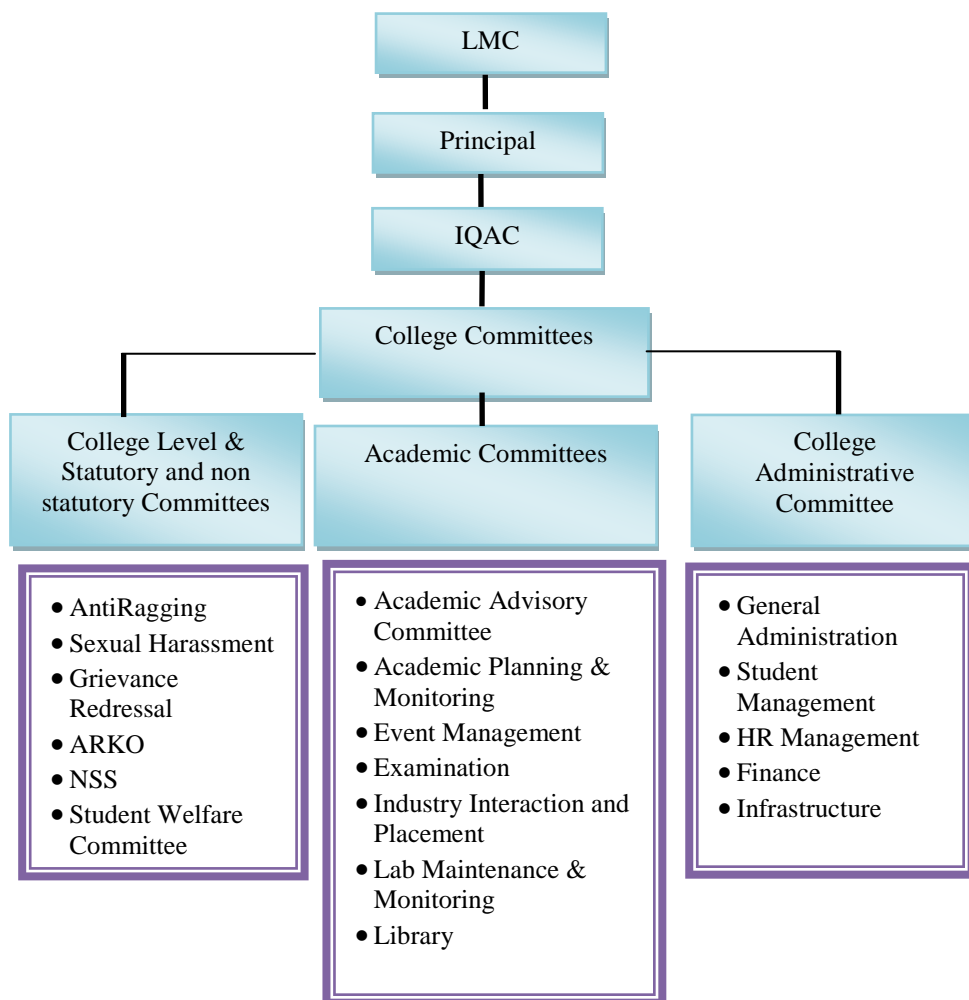 LMC
Principal
IQAC
College Committees
College Level &
Statutory and non
statutory Committees
Academic Committees
College
Administrative
Committee
• AntiRagging
• Sexual Harassment
• Grievance
Redressal
• ARKO
• NSS
• Student Welfare
Committee
• Academic Advisory
Committee
• Academic Planning &
Monitoring
• Event Management
• Examination
• Industry Interaction and
Placement
• Lab Maintenance &
Monitoring
• Library
• General
Administration
• Student
Management
• HR Management
• Finance
• Infrastructure